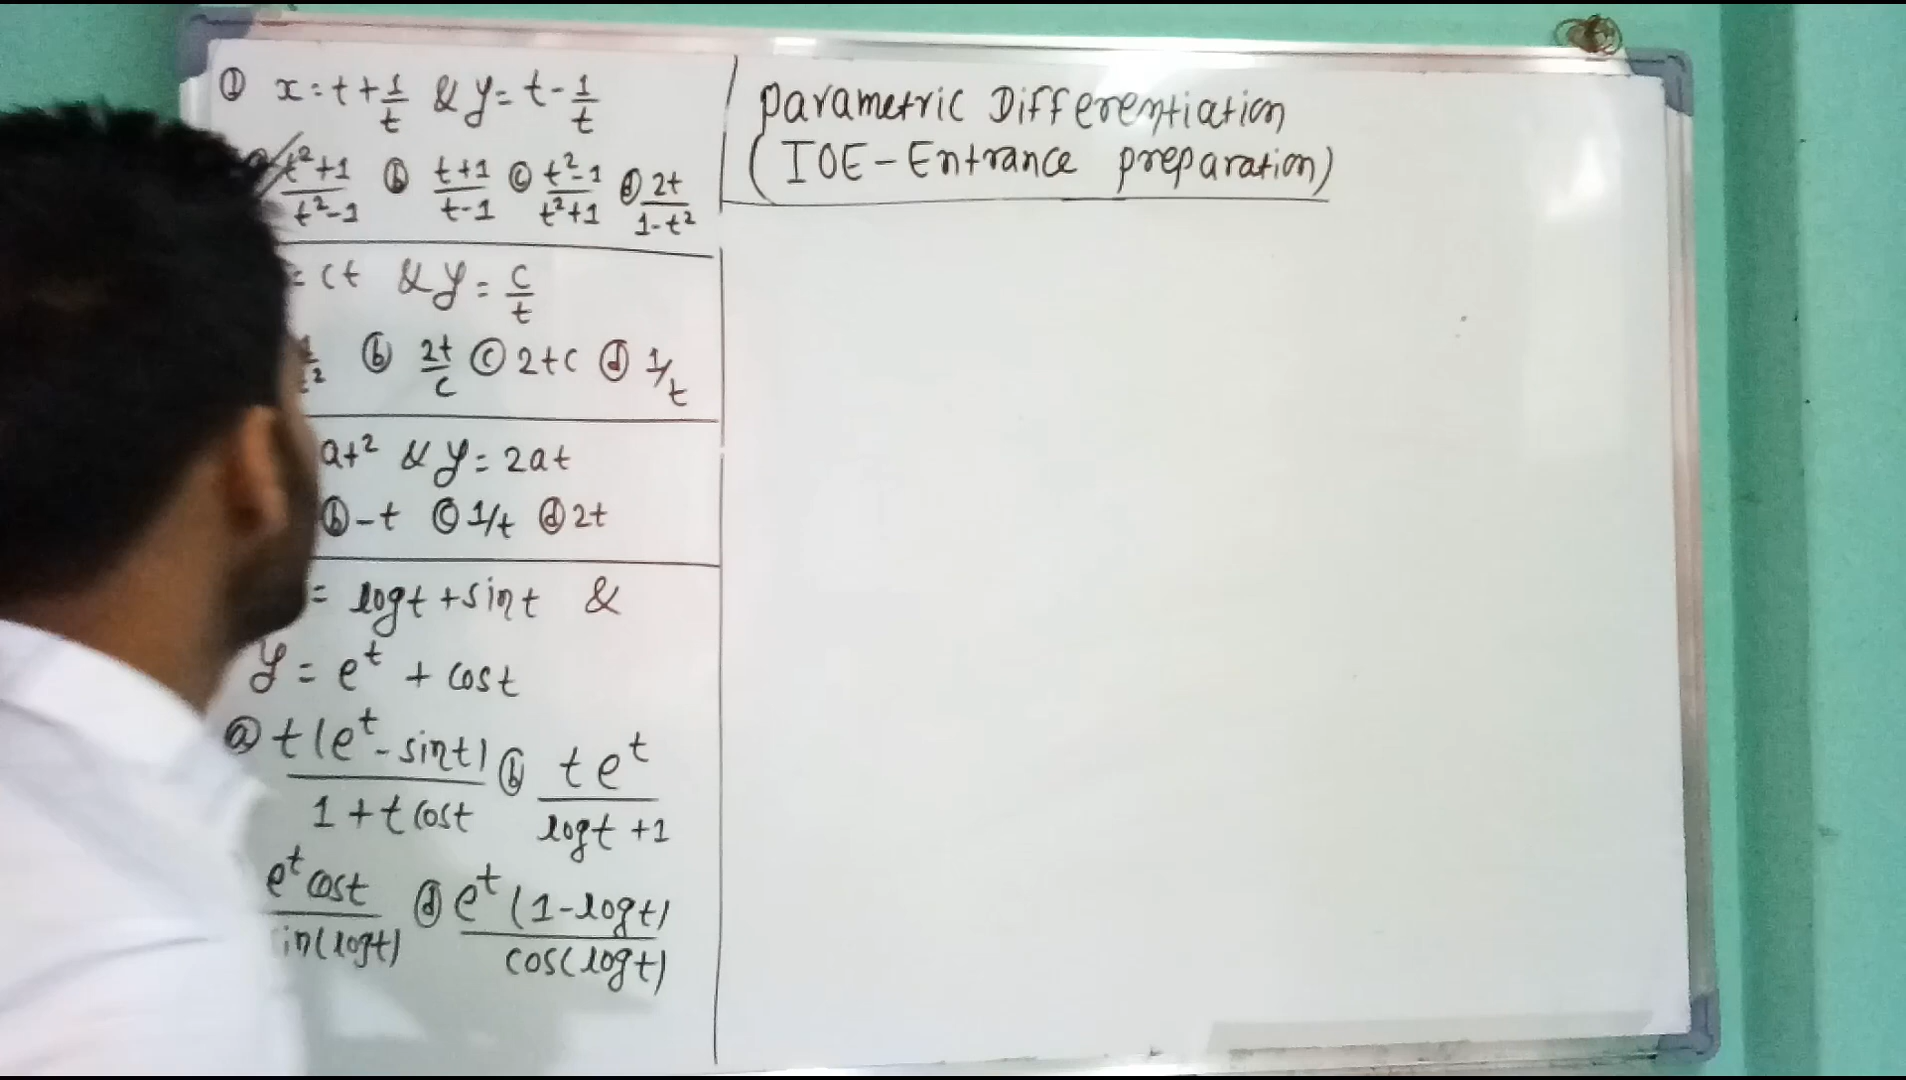 ① x = t + 1/t & y = t - 1/t
t²+1/t²-1 ⓑ t+1/t-1 ⓒ t²-1/t²+1 ⓓ 2t/1-t²
= ct & y = c/t
ⓑ 2t/c ⓒ 2tc ⓓ 1/t
at² & y = 2at
ⓑ -t ⓒ 1/t ⓓ 2t
= logt + sint &
y = e^t + cost
ⓐ t(e^t - sint)/1 + t cost ⓑ te^t/logt + 1
e^t cost/in(logt) ⓓ e^t (1-logt)/cos(logt)
Parametric Differentiation
(IOE - Entrance preparation)